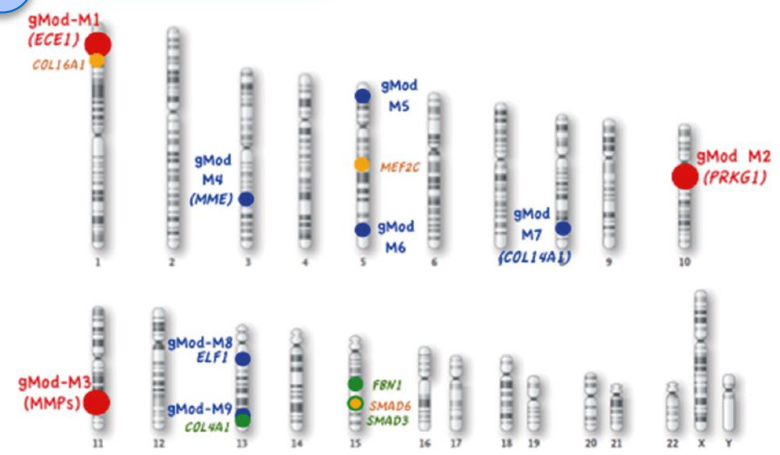 gMod-M1
(ECE1)
COL16A1
gMod
M4
(MME)
gMod
M5
MEF2C
gMod
M6
gMod
M7
(COL14A1)
gMod M2
(PRKG1)
1
2
3
4
5
6
9
10
gMod-M3
(MMPs)
gMod-M8
ELF1
gMod-M9
COL4A1
FBN1
SMAD6
SMAD3
11
12
13
14
15
16
17
18
19
20
21
22
X
Y